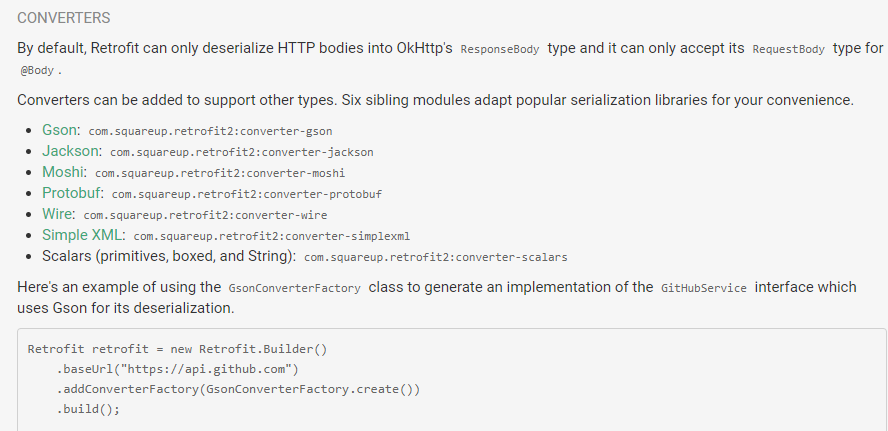 CONVERTERS
By default, Retrofit can only deserialize HTTP bodies into OkHttp's ResponseBody type and it can only accept its RequestBody type for
@Body.
Converters can be added to support other types. Six sibling modules adapt popular serialization libraries for your convenience.
• Gson: com.squareup.retrofit2:converter-gson
• Jackson: com.squareup.retrofit2:converter-jackson
• Moshi: com.squareup.retrofit2:converter-moshi
• Protobuf: com.squareup.retrofit2:converter-protobuf
• Wire: com.squareup.retrofit2:converter-wire
• Simple XML: com.squareup.retrofit2:converter-simplexml
• Scalars (primitives, boxed, and String): com.squareup.retrofit2:converter-scalars
Here's an example of using the GsonConverterFactory class to generate an implementation of the GitHubService interface which
uses Gson for its deserialization.
Retrofit retrofit = new Retrofit.Builder()
    .baseUrl("https://api.github.com")
    .addConverterFactory(GsonConverterFactory.create())
    .build();